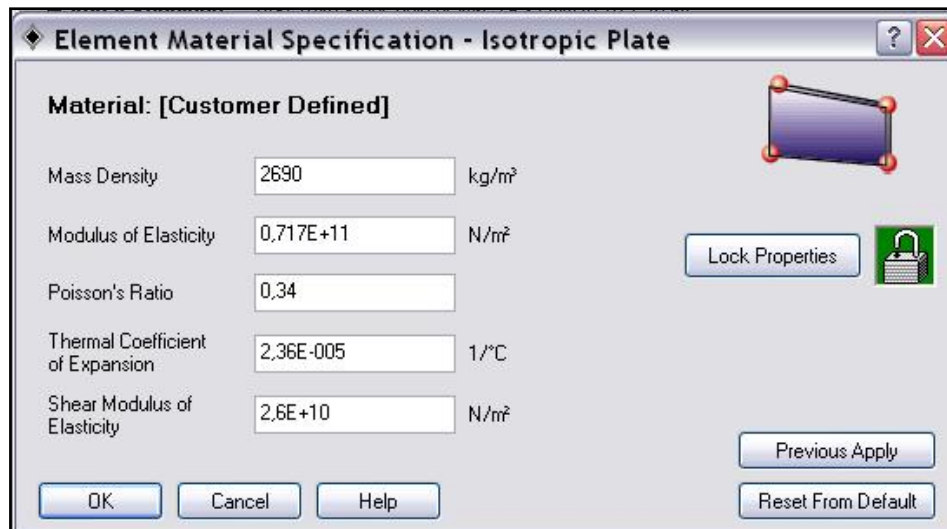 Element Material Specification - Isotropic Plate
?
X
Material: [Customer Defined]
Mass Density 2690 kg/m³
Modulus of Elasticity 0,717E+11 N/m²
Lock Properties
Poisson's Ratio 0,34
Thermal Coefficient
of Expansion 2,36E-005 1/°C
Shear Modulus of
Elasticity 2,6E+10 N/m²
Previous Apply
OK Cancel Help Reset From Default